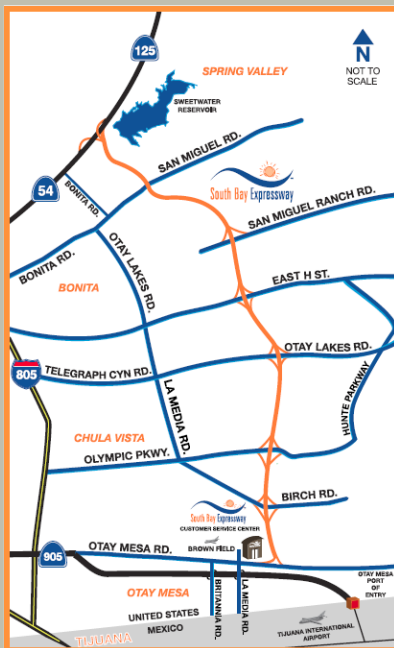 125
SPRING VALLEY
N
NOT TO
SCALE
SWEETWATER
RESERVOIR
SAN MIGUEL RD.
54
BONITA RD.
South Bay Expressway
SAN MIGUEL RANCH RD.
OTAY LAKES RD.
BONITA RD.
BONITA
EAST H ST.
OTAY LAKES RD.
805
TELEGRAPH CYN RD.
LA MEDIA RD.
HUNTE PARKWAY
CHULA VISTA
OLYMPIC PKWY.
BIRCH RD.
South Bay Expressway
CUSTOMER SERVICE CENTER
OTAY MESA RD.
BROWN FIELD
905
OTAY MESA
PORT OF
ENTRY
OTAY MESA
BRITANNIA RD.
LA MEDIA RD.
UNITED STATES
MEXICO
TIJUANA INTERNATIONAL
AIRPORT
TIJUANA